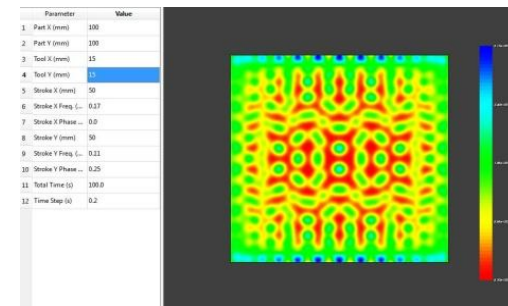 Parameter Value
1 Part X (mm) 100
2 Part Y (mm) 100
3 Tool X (mm) 15
4 Tool Y (mm) 15
5 Stroke X (mm) 50
6 Stroke X Freq. (... 0.17
7 Stroke X Phase ... 0.0
8 Stroke Y (mm) 50
9 Stroke Y Freq. (... 0.21
10 Stroke Y Phase ... 0.25
11 Total Time (s) 100.0
12 Time Step (s) 0.2